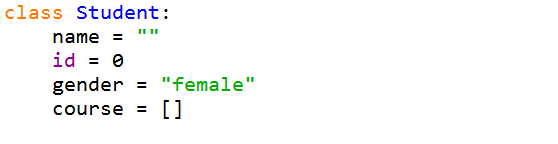 class Student:
    name = ""
    id = 0
    gender = "female"
    course = []